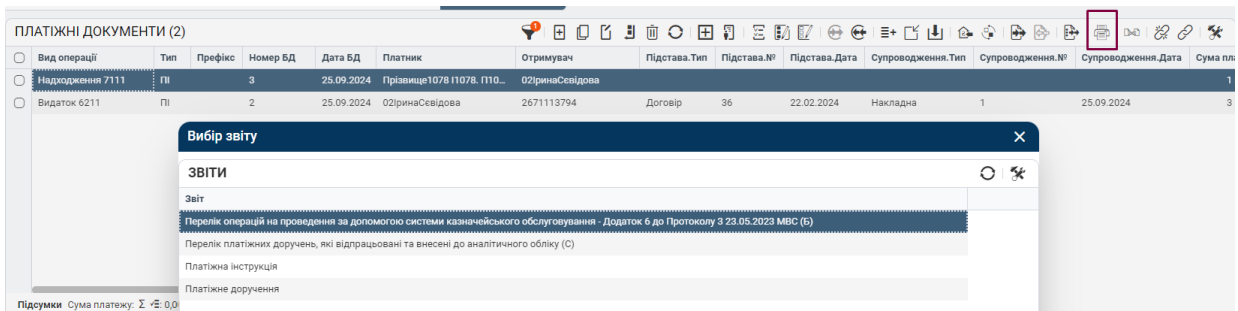 ПЛАТІЖНІ ДОКУМЕНТИ (2)
Вид операції Тип Префікс Номер БД Дата БД Платник Отримувач Підстава.Тип Підстава.№ Підстава.Дата Супроводження.Тип Супроводження.№ Супроводження.Дата Сума пла
Надходження 7111 ПІ 3 25.09.2024 Прізвище1078 І1078. П10... 02ІринаСєвідова 1
Видаток 6211 ПІ 2 25.09.2024 02ІринаСєвідова 2671113794 Договір 36 22.02.2024 Накладна 1 25.09.2024 3
Вибір звіту
ЗВІТИ
Звіт
Перелік операцій на проведення за допомогою системи казначейського обслуговування - Додаток 6 до Протоколу 3 23.05.2023 МВС (Б)
Перелік платіжних доручень, які відпрацьовані та внесені до аналітичного обліку (С)
Платіжна інструкція
Платіжне доручення
Підсумки Сума платежу: Σ 0,0